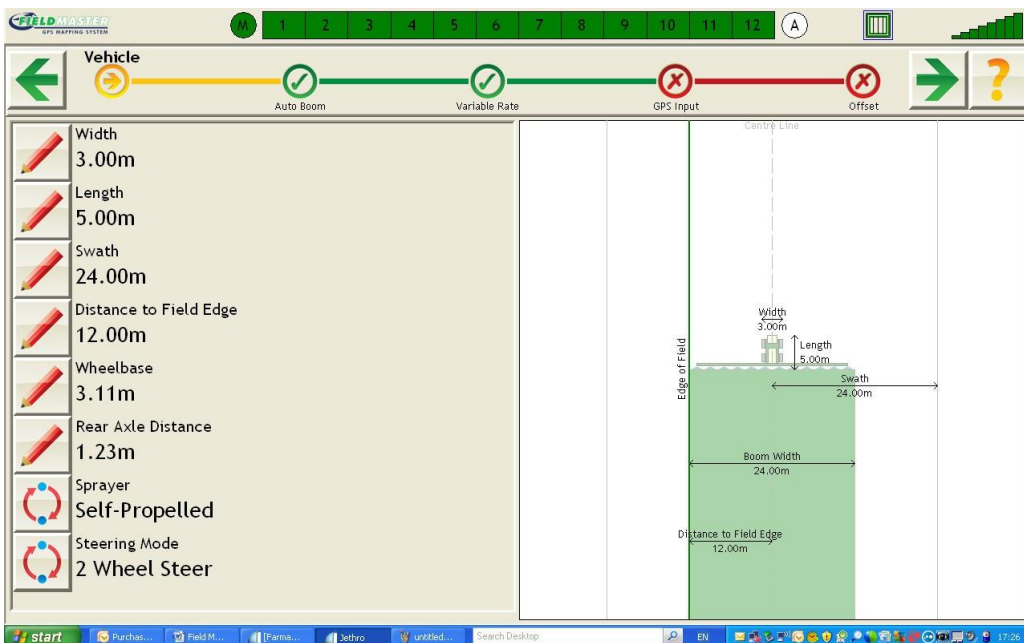 FIELDMASTER
GPS MAPPING SYSTEM
M 1 2 3 4 5 6 7 8 9 10 11 12 A
Vehicle
Auto Boom
Variable Rate
GPS Input
Offset
?
Width
3.00m
Length
5.00m
Swath
24.00m
Distance to Field Edge
12.00m
Wheelbase
3.11m
Rear Axle Distance
1.23m
Sprayer
Self-Propelled
Steering Mode
2 Wheel Steer
Centre Line
Width
3.00m
Length
5.00m
Edge of Field
Swath
24.00m
Boom Width
24.00m
Distance to Field Edge
12.00m
start Purchas... Field M... [Farma... Jethro untitled... Search Desktop EN 17:26